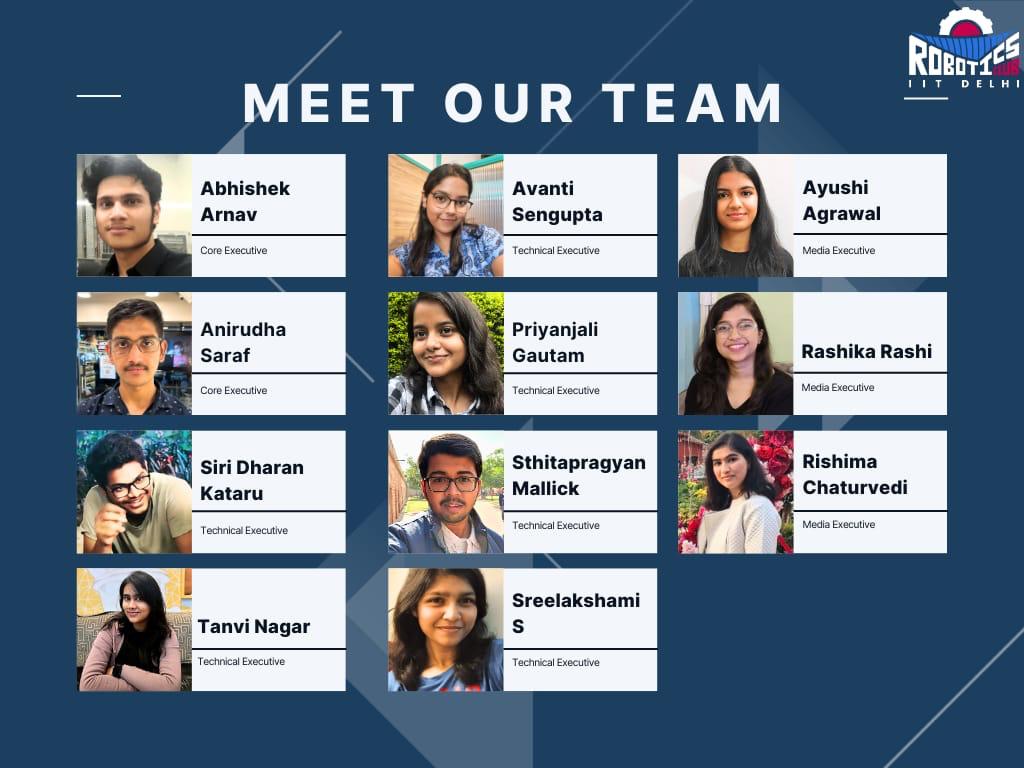 ROBOTICS
CLUB
IIT DELHI
MEET OUR TEAM
Abhishek
Arnav
Core Executive
Avanti
Sengupta
Technical Executive
Ayushi
Agrawal
Media Executive
Anirudha
Saraf
Core Executive
Priyanjali
Gautam
Technical Executive
Rashika Rashi
Media Executive
Siri Dharan
Kataru
Technical Executive
Sthitapragyan
Mallick
Technical Executive
Rishima
Chaturvedi
Media Executive
Tanvi Nagar
Technical Executive
Sreelakshami
S
Technical Executive